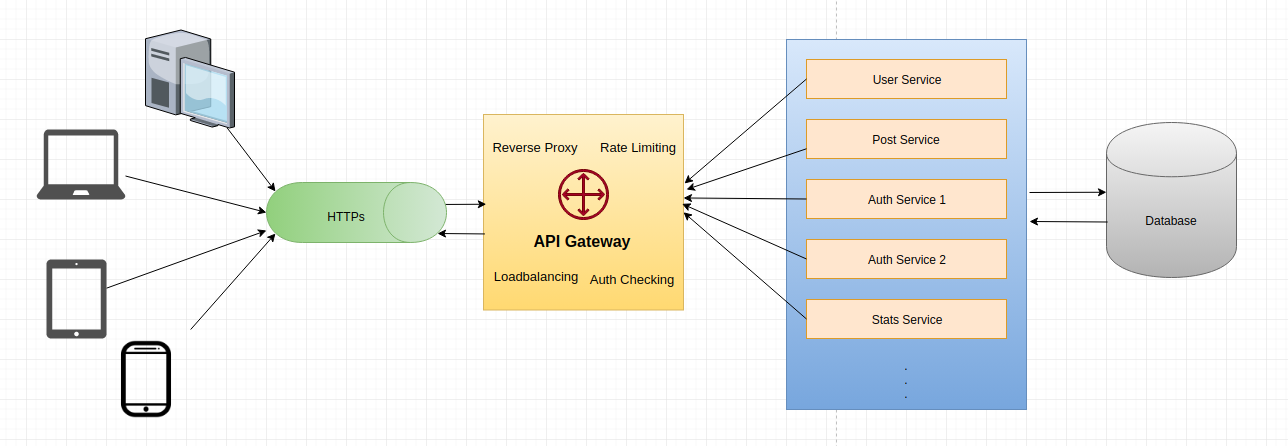 HTTPs
Reverse Proxy
Rate Limiting
API Gateway
Loadbalancing
Auth Checking
User Service
Post Service
Auth Service 1
Auth Service 2
Stats Service
.
.
.
Database